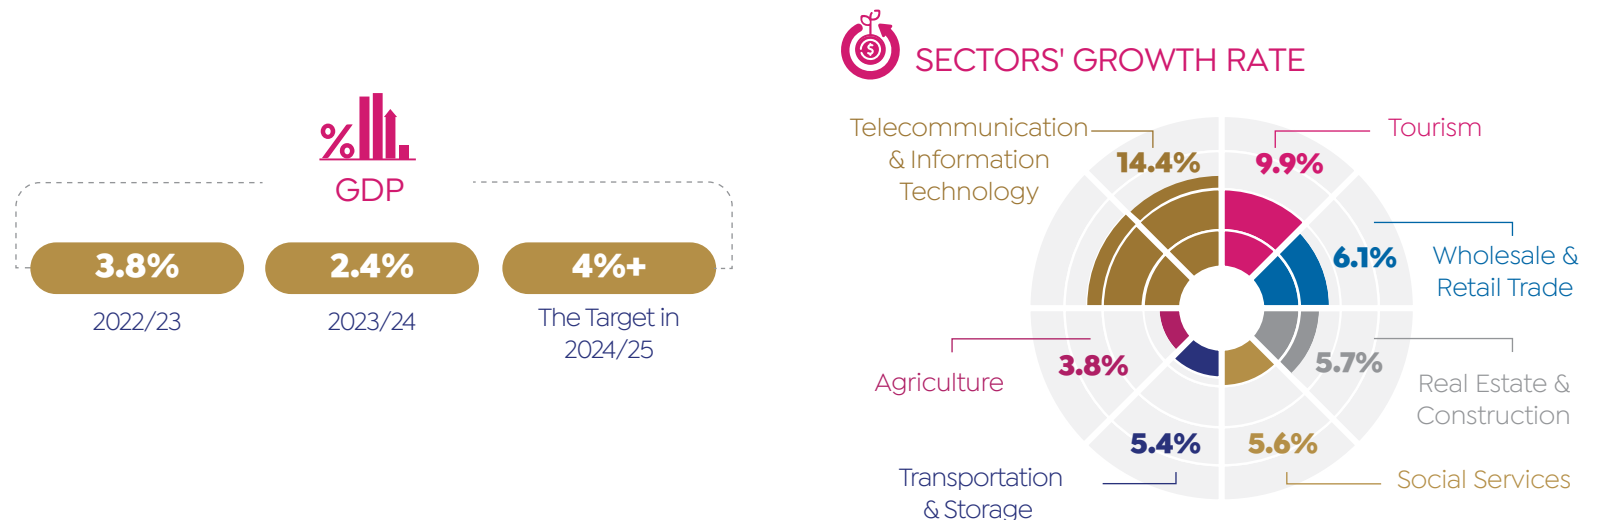 %
GDP
3.8%
2022/23
2.4%
2023/24
4%+
The Target in
2024/25
$
SECTORS' GROWTH RATE
Telecommunication
& Information
Technology
14.4%
Tourism
9.9%
Wholesale &
Retail Trade
6.1%
Real Estate &
Construction
5.7%
Social Services
5.6%
Transportation
& Storage
5.4%
Agriculture
3.8%